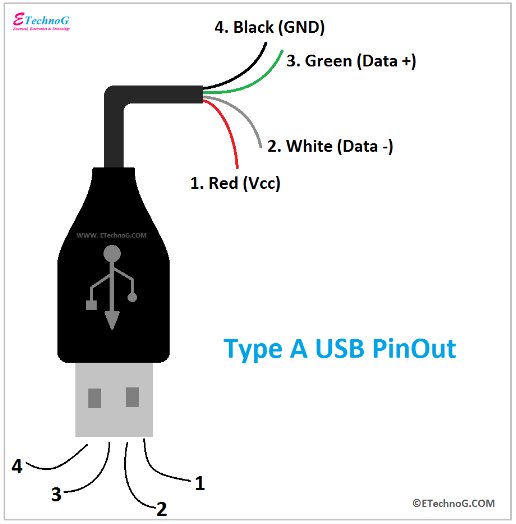 ETechnoG
Electrical, Electronics & Technology
4. Black (GND)
3. Green (Data +)
2. White (Data -)
1. Red (Vcc)
WWW. ETechnoG.COM
Type A USB PinOut
4
3
2
1
©ETechnoG.COM